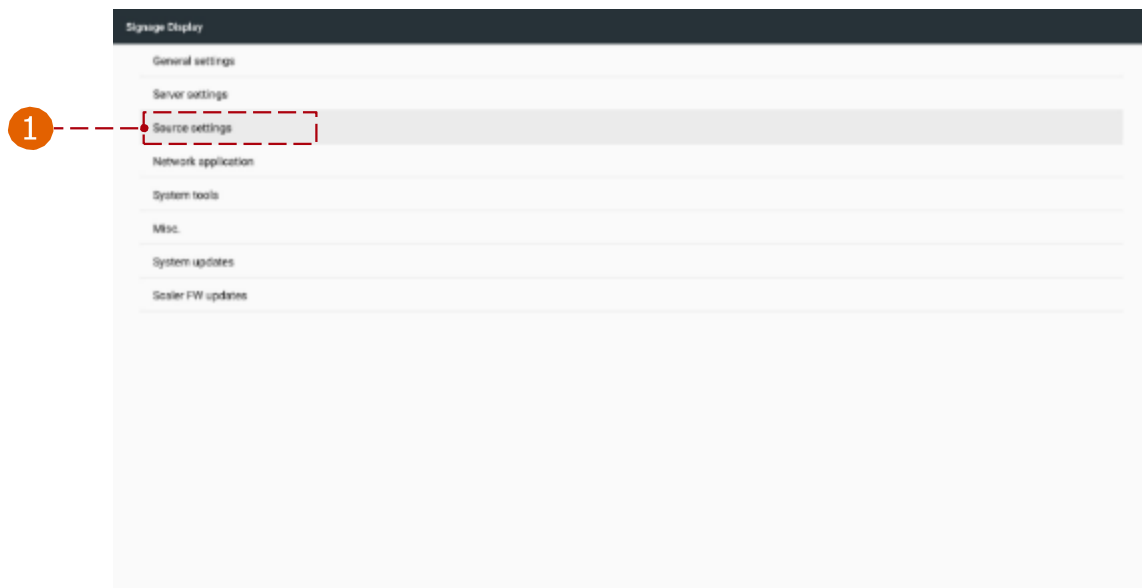 Signage Display
General settings
Server settings
1
Source settings
Network application
System tools
Misc.
System updates
Scaler FW updates